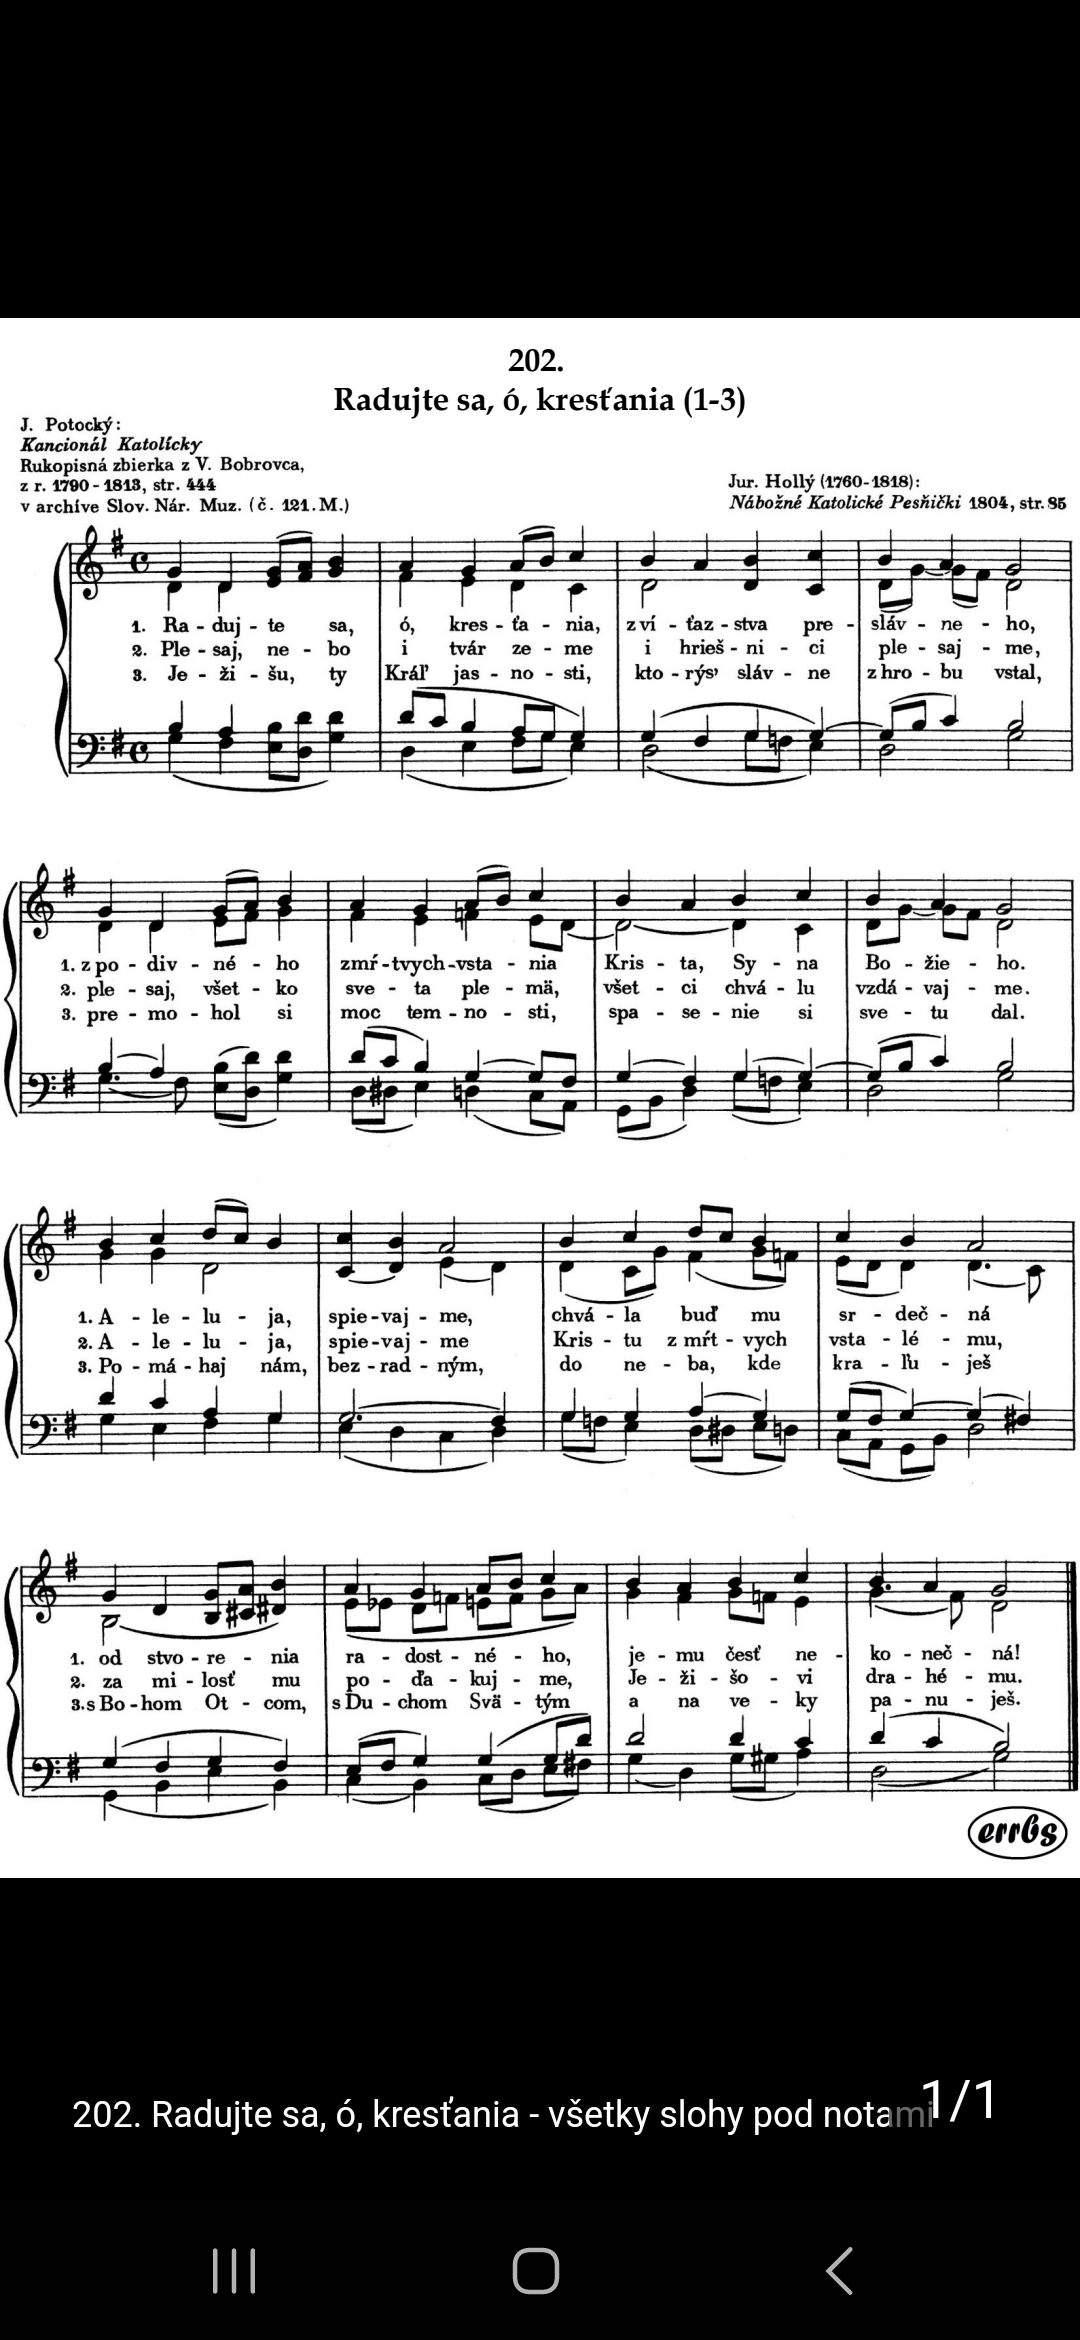 202.
Radujte sa, ó, kresťania (1-3)
J. Potocký:
Kancionál Katolícky
Rukopisná zbierka z V. Bobrovca,
z r. 1790 - 1813, str. 444
v archíve Slov. Nár. Muz. (č. 121. M.)
Jur. Hollý (1760-1818):
Nábožné Katolické Pesňičky 1804, str. 85
1. Ra - duj - te sa, ó, kres - ťa - nia, z ví - ťaz - stva pre - sláv - ne - ho,
2. Ple - saj, ne - bo i tvár ze - me i hrieš - ni - ci ple - saj - me,
3. Je - ži - šu, ty Kráľ jas - no - sti, kto - rýs' sláv - ne z hro - bu vstal,
1. z po - div - né - ho zmŕ - tvych - vsta - nia Kris - ta, Sy - na Bo - žie - ho.
2. ple - saj, všet - ko sve - ta ple - mä, všet - ci chvá - lu vzdá - vaj - me.
3. pre - mo - hol si moc tem - no - sti, spa - se - nie si sve - tu dal.
1. A - le - lu - ja, spie - vaj - me, chvá - la buď mu sr - deč - ná
2. A - le - lu - ja, spie - vaj - me Kris - tu z mŕt - vych vsta - lé - mu,
3. Po - má - haj nám, bez - rad - ným, do ne - ba, kde kra - ľu - ješ
1. od stvo - re - nia ra - dost - né - ho, je - mu česť ne - ko - neč - ná!
2. za mi - losť mu po - ďa - kuj - me, Je - ži - šo - vi dra - hé - mu.
3. s Bo - hom Ot - com, s Du - chom Svä - tým a na ve - ky pa - nu - ješ.
errbs
202. Radujte sa, ó, kresťania - všetky slohy pod notami
1/1